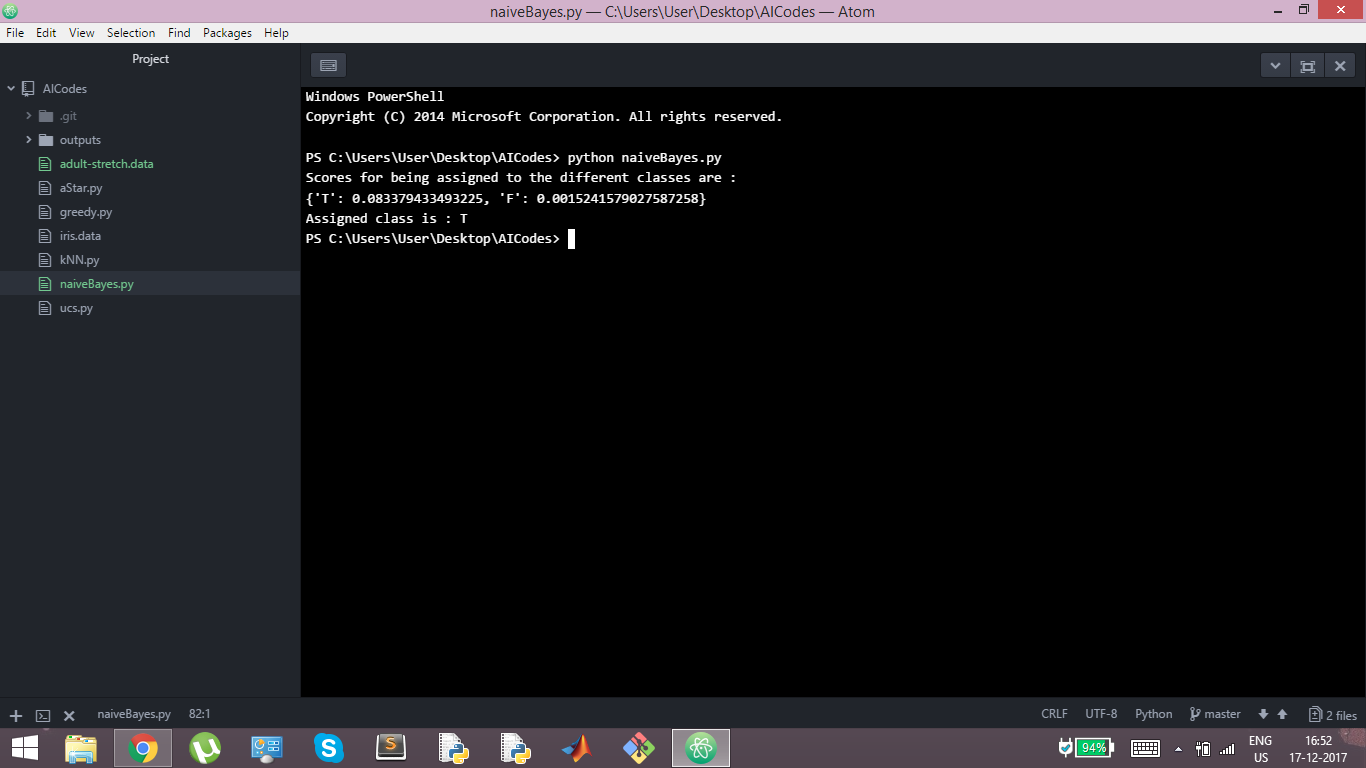 naiveBayes.py — C:\Users\User\Desktop\AICodes — Atom
File Edit View Selection Find Packages Help
Project
AICodes
.git
outputs
adult-stretch.data
aStar.py
greedy.py
iris.data
kNN.py
naiveBayes.py
ucs.py
Windows PowerShell
Copyright (C) 2014 Microsoft Corporation. All rights reserved.
PS C:\Users\User\Desktop\AICodes> python naiveBayes.py
Scores for being assigned to the different classes are :
{'T': 0.083379433493225, 'F': 0.0015241579027587258}
Assigned class is : T
PS C:\Users\User\Desktop\AICodes>
naiveBayes.py 82:1 CRLF UTF-8 Python master 2 files
94% ENG 16:52
US 17-12-2017